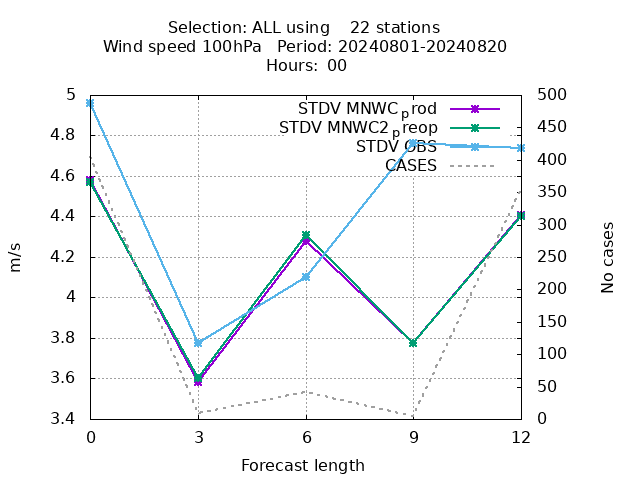 Selection: ALL using    22 stations
Wind speed 100hPa   Period: 20240801-20240820
Hours:  00
STDV MNWCprod
STDV MNWC2preop
STDV OBS
CASES
5
4.8
4.6
4.4
4.2
4
3.8
3.6
3.4
m/s
500
450
400
350
300
250
200
150
100
50
0
No cases
0 3 6 9 12
Forecast length